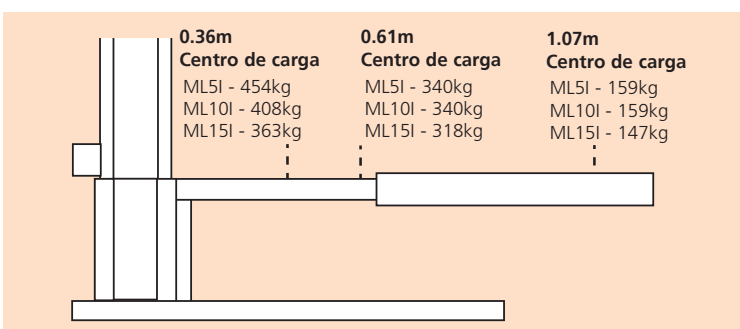 0.36m
Centro de carga
ML5I - 454kg
ML10I - 408kg
ML15I - 363kg
0.61m
Centro de carga
ML5I - 340kg
ML10I - 340kg
ML15I - 318kg
1.07m
Centro de carga
ML5I - 159kg
ML10I - 159kg
ML15I - 147kg